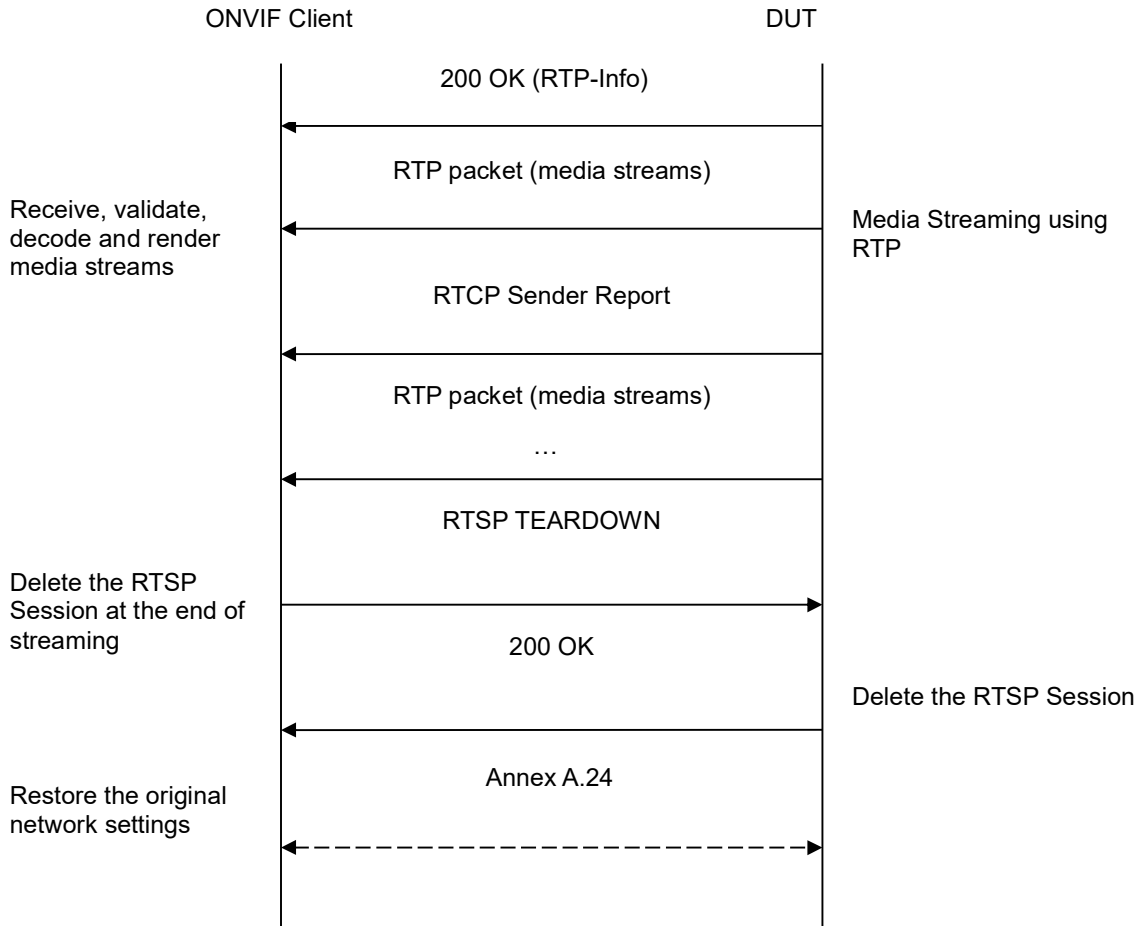 ONVIF Client
DUT
200 OK (RTP-Info)
RTP packet (media streams)
Receive, validate,
decode and render
media streams
Media Streaming using
RTP
RTCP Sender Report
RTP packet (media streams)
…
RTSP TEARDOWN
Delete the RTSP
Session at the end of
streaming
200 OK
Delete the RTSP Session
Annex A.24
Restore the original
network settings